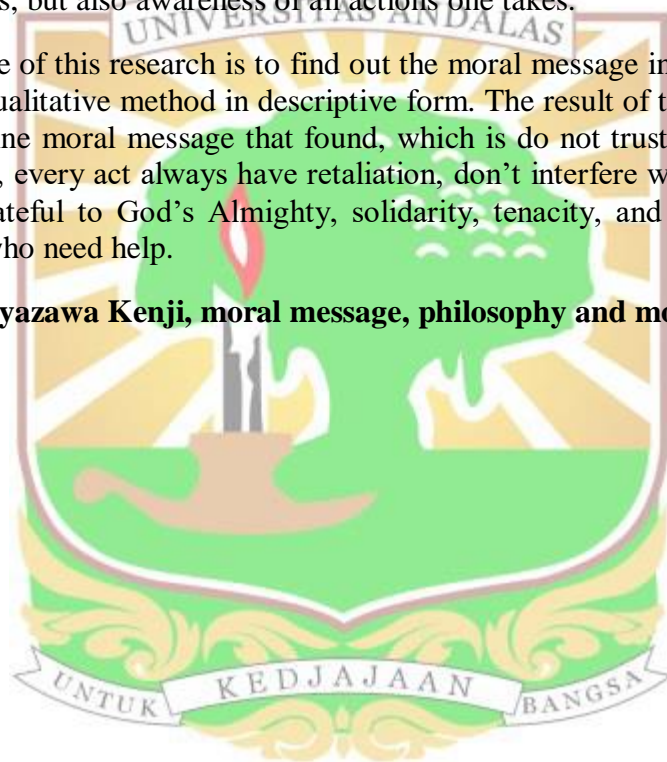 s, but also awareness of all actions one takes.
UNIVERSITAS ANDALAS
e of this research is to find out the moral message in
ualitative method in descriptive form. The result of t
ne moral message that found, which is do not trust
, every act always have retaliation, don't interfere w
ateful to God's Almighty, solidarity, tenacity, and
who need help.
yazawa Kenji, moral message, philosophy and mo
UNTUK KEDJAJAAN BANGSA